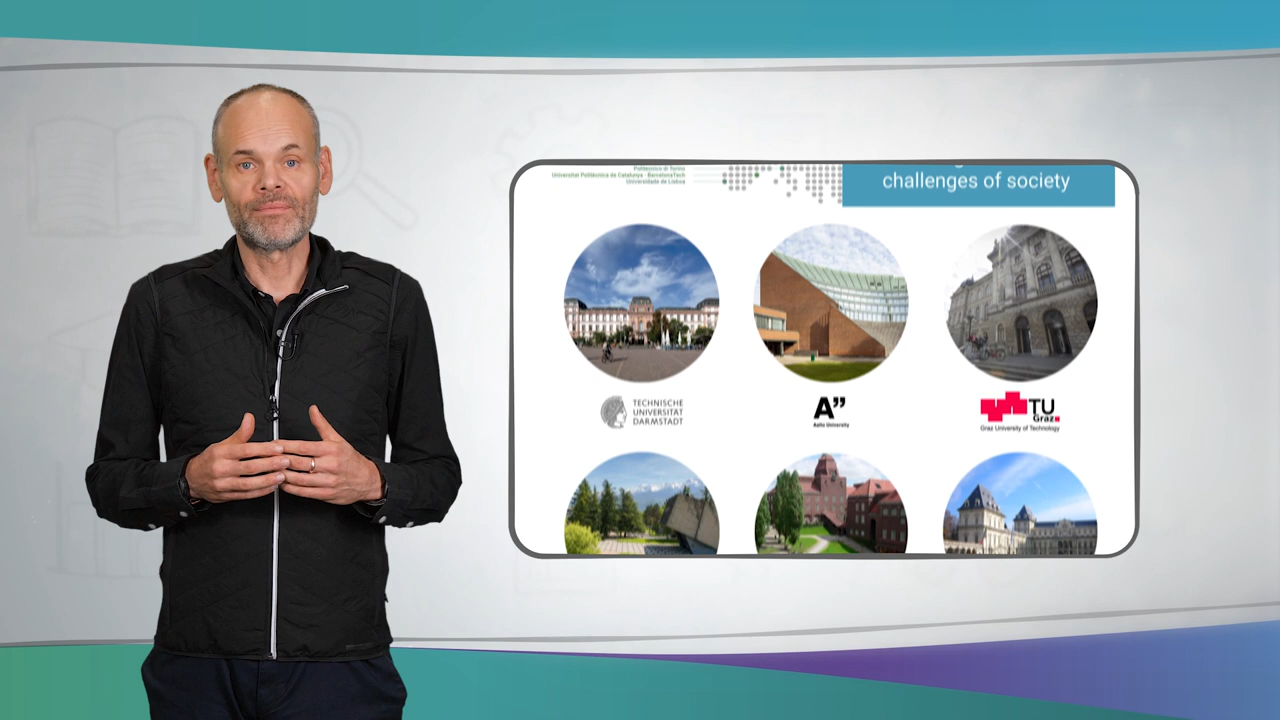 Politecnico di Torino
Universitat Politècnica de Catalunya - BarcelonaTech
Universidade de Lisboa
challenges of society
TECHNISCHE
UNIVERSITÄT
DARMSTADT
A”
Aalto University
TU
Graz
Graz University of Technology